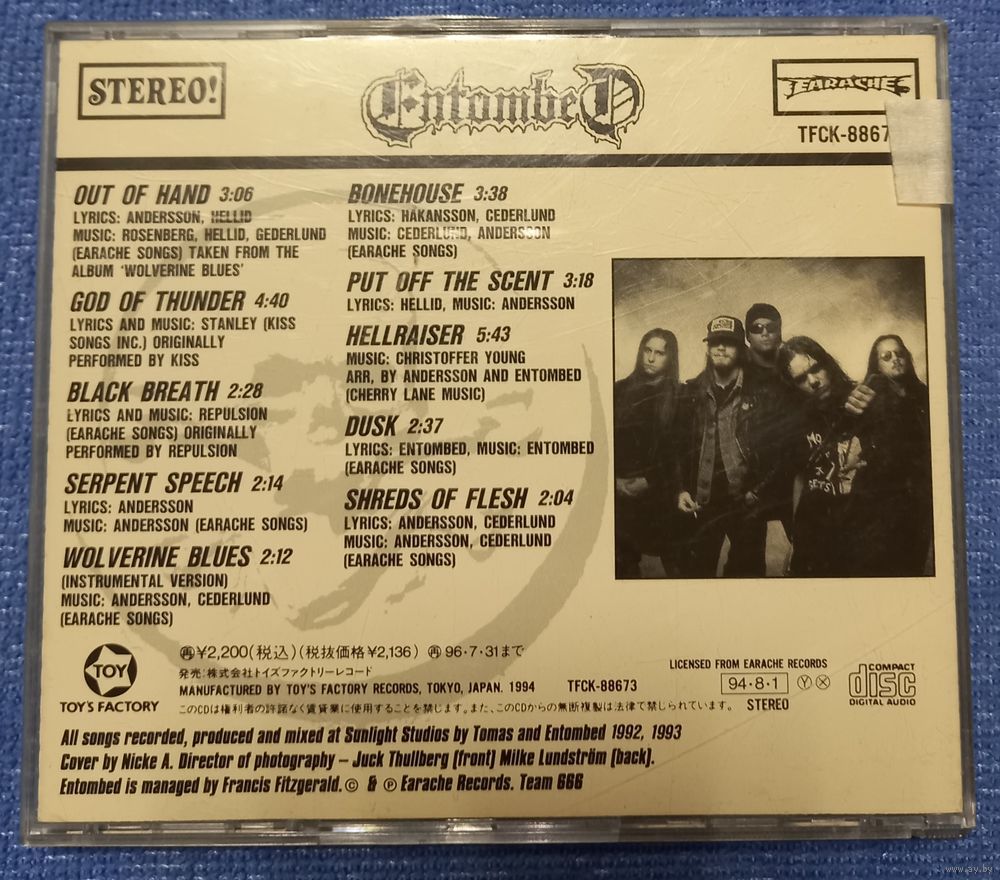 STEREO!
Entombed
EARACHE
TFCK-8867
OUT OF HAND 3:06
LYRICS: ANDERSSON, HELLID
MUSIC: ROSENBERG, HELLID, GEDERLUND
(EARACHE SONGS) TAKEN FROM THE
ALBUM 'WOLVERINE BLUES'
GOD OF THUNDER 4:40
LYRICS AND MUSIC: STANLEY (KISS
SONGS INC.) ORIGINALLY
PERFORMED BY KISS
BLACK BREATH 2:28
LYRICS AND MUSIC: REPULSION
(EARACHE SONGS) ORIGINALLY
PERFORMED BY REPULSION
SERPENT SPEECH 2:14
LYRICS: ANDERSSON
MUSIC: ANDERSSON (EARACHE SONGS)
WOLVERINE BLUES 2:12
(INSTRUMENTAL VERSION)
MUSIC: ANDERSSON, CEDERLUND
(EARACHE SONGS)
BONEHOUSE 3:38
LYRICS: HÅKANSSON, CEDERLUND
MUSIC: CEDERLUND, ANDERSSON
(EARACHE SONGS)
PUT OFF THE SCENT 3:18
LYRICS: HELLID, MUSIC: ANDERSSON
HELLRAISER 5:43
MUSIC: CHRISTOFFER YOUNG
ARR, BY ANDERSSON AND ENTOMBED
(CHERRY LANE MUSIC)
DUSK 2:37
LYRICS: ENTOMBED, MUSIC: ENTOMBED
(EARACHE SONGS)
SHREDS OF FLESH 2:04
LYRICS: ANDERSSON, CEDERLUND
MUSIC: ANDERSSON, CEDERLUND
(EARACHE SONGS)
TOY
TOY'S FACTORY
㊢¥2,200(税込)(税抜価格¥2,136) ㊢96・7・31まで
発売:株式会社トイズファクトリーレコード
MANUFACTURED BY TOY'S FACTORY RECORDS, TOKYO, JAPAN. 1994 TFCK-88673
このCDは権利者の許諾なく賃貸業に使用することを禁じます。また、このCDからの無断複製は法律で禁じられています。
LICENSED FROM EARACHE RECORDS
94・8・1 Ⓨ ⓧ
STEREO
COMPACT
disc
DIGITAL AUDIO
All songs recorded, produced and mixed at Sunlight Studios by Tomas and Entombed 1992, 1993
Cover by Nicke A. Director of photography – Juck Thullberg (front) Milke Lundström (back).
Entombed is managed by Francis Fitzgerald. © & ℗ Earache Records. Team 666
www.ay.by